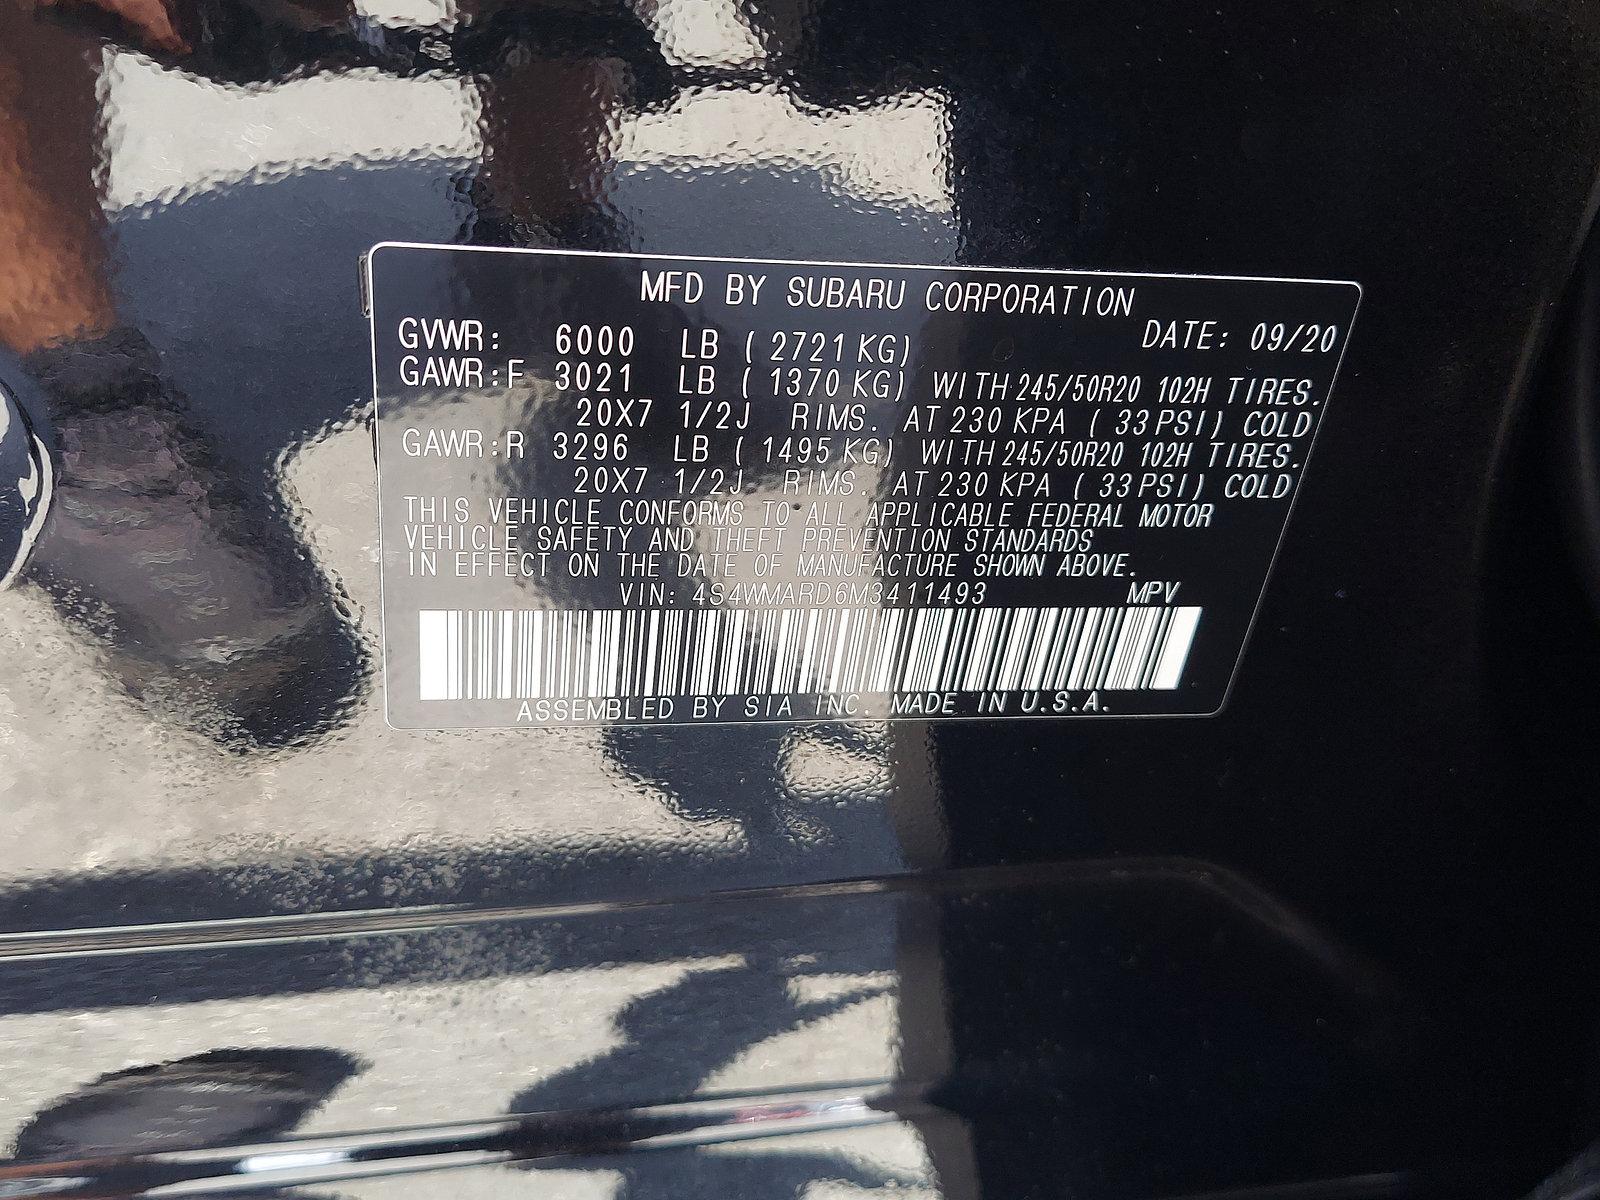 MFD BY SUBARU CORPORATION
DATE: 09/20
GVWR: 6000 LB ( 2721 KG)
GAWR:F 3021 LB ( 1370 KG) WITH 245/50R20 102H TIRES.
20X7 1/2J RIMS. AT 230 KPA ( 33 PSI) COLD
GAWR:R 3296 LB ( 1495 KG) WITH 245/50R20 102H TIRES.
20X7 1/2J RIMS. AT 230 KPA ( 33 PSI) COLD
THIS VEHICLE CONFORMS TO ALL APPLICABLE FEDERAL MOTOR
VEHICLE SAFETY AND THEFT PREVENTION STANDARDS
IN EFFECT ON THE DATE OF MANUFACTURE SHOWN ABOVE.
VIN: 4S4WMARD6M3411493 MPV
ASSEMBLED BY SIA INC. MADE IN U.S.A.